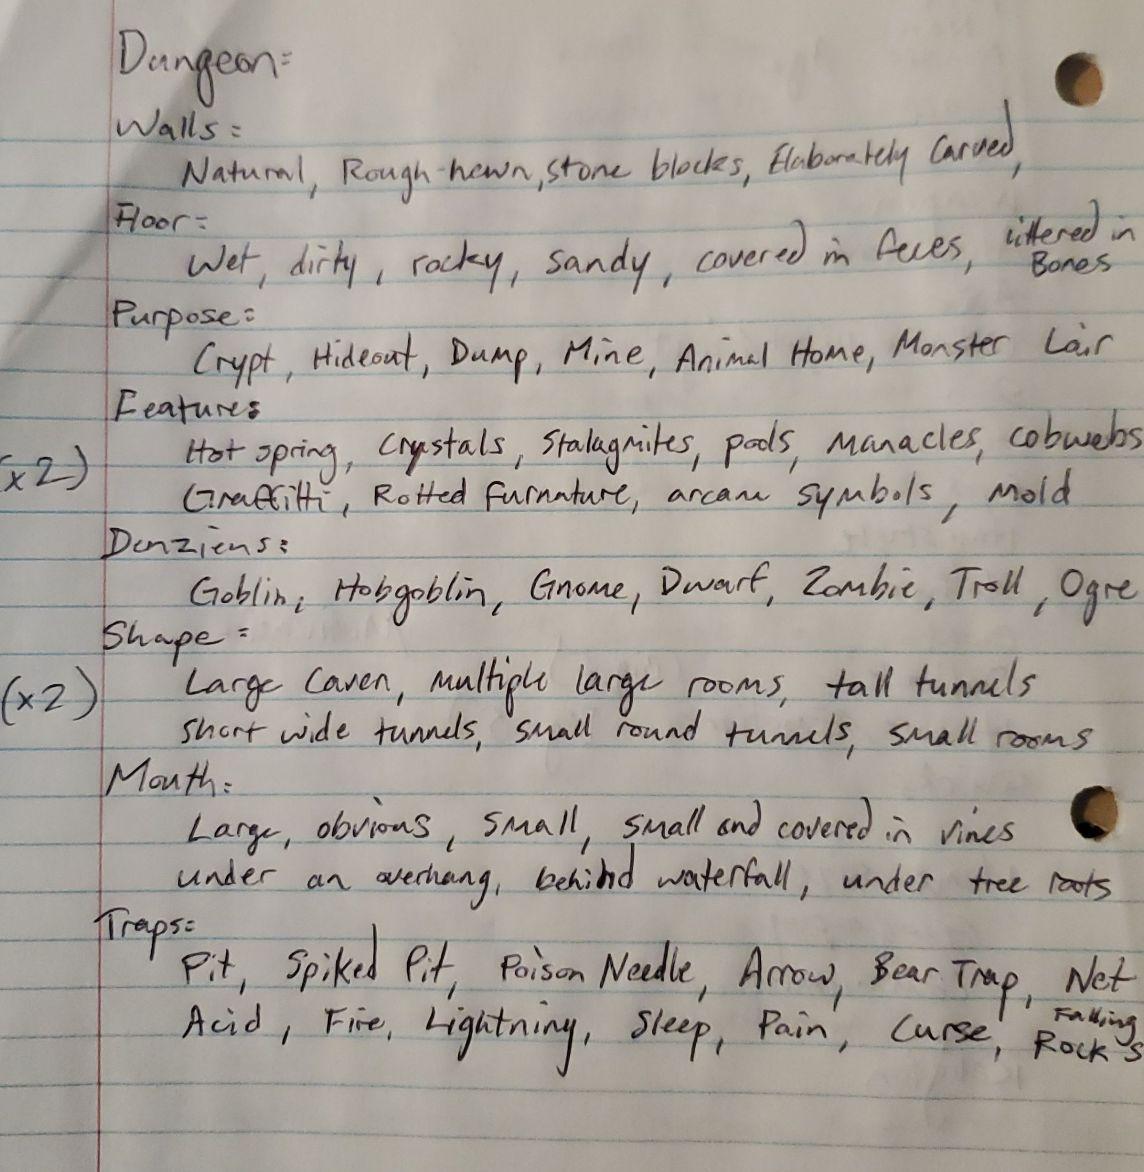 Dungeon:
Walls:
Natural, Rough-hewn, stone blocks, Elaborately Carved,
Floor:
Wet, dirty, rocky, sandy, covered in feces, littered in Bones
Purpose:
Crypt, Hideout, Dump, Mine, Animal Home, Monster Lair
Features
Hot spring, Crystals, Stalagmites, pools, Manacles, cobwebs
(x2)
Graffitti, Rotted furnature, arcane symbols, Mold
Denziens:
Goblin, Hobgoblin, Gnome, Dwarf, Zombie, Troll, Ogre
Shape:
(x2) Large Caven, multiple large rooms, tall tunnels
short wide tunnels, small round tunnels, small rooms
Mouth:
Large, obvious, small, small and covered in vines
under an overhang, behind waterfall, under tree roots
Traps:
Pit, Spiked Pit, Poison Needle, Arrow, Bear Trap, Net
Acid, Fire, Lightning, Sleep, Pain, Curse, Falling Rocks